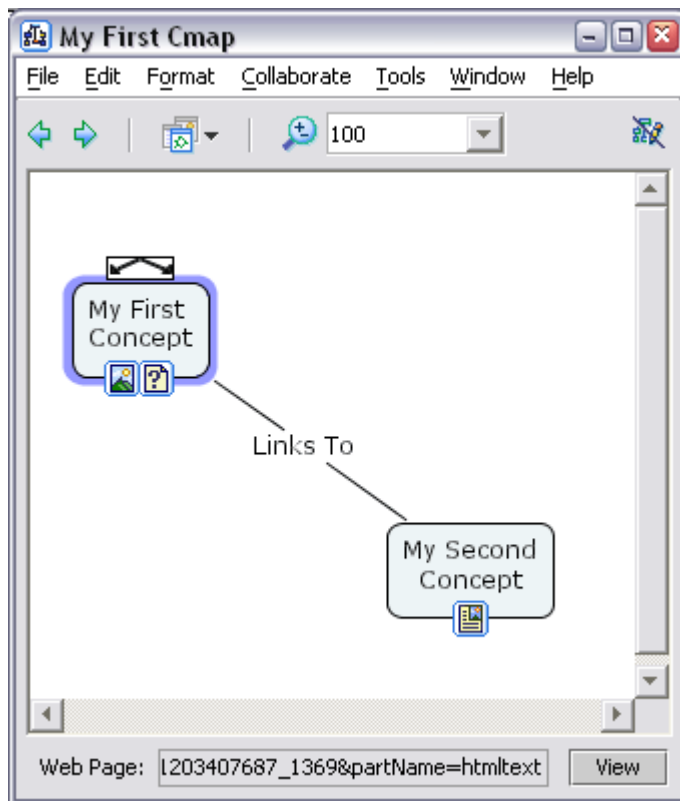 My First Cmap
File Edit Format Collaborate Tools Window Help
100
My First
Concept
Links To
My Second
Concept
Web Page: 1203407687_1369&partName=htmltext View